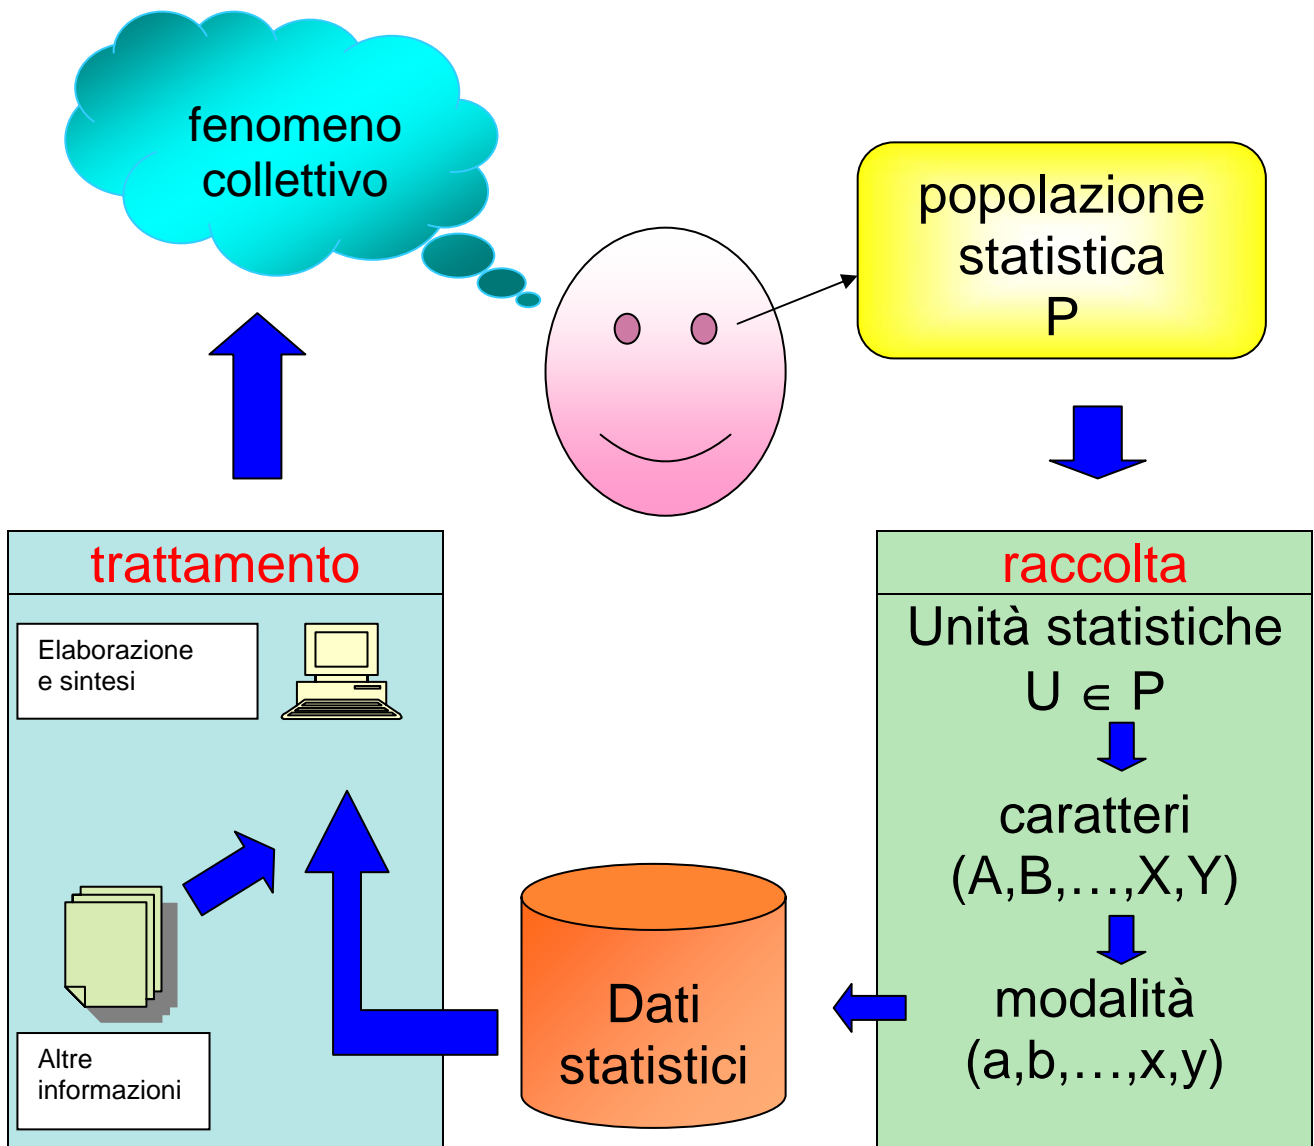 fenomeno
collettivo
popolazione
statistica
P
trattamento
Elaborazione
e sintesi
Altre
informazioni
Dati
statistici
raccolta
Unità statistiche
U ∈ P
caratteri
(A,B,…,X,Y)
modalità
(a,b,…,x,y)